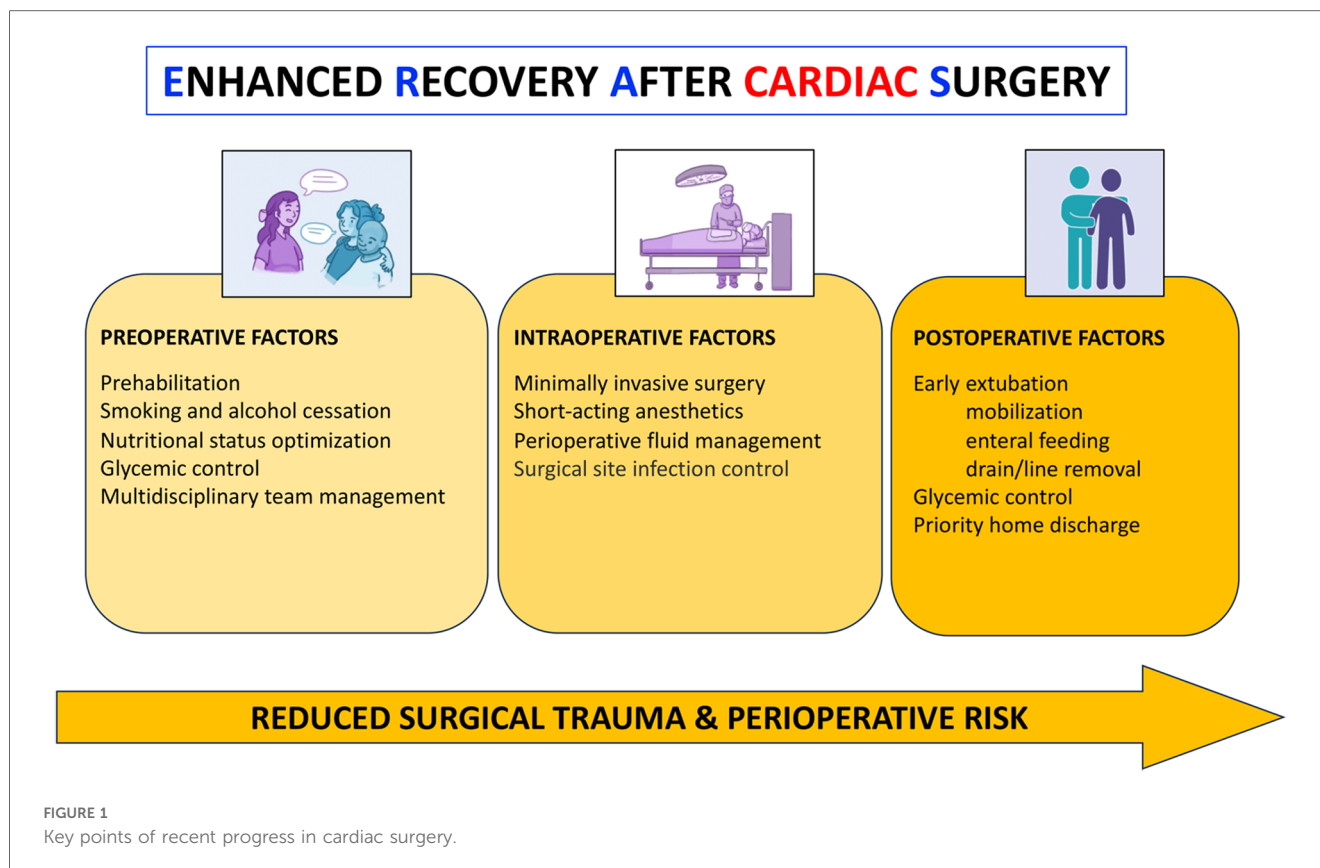 ENHANCED RECOVERY AFTER CARDIAC SURGERY
PREOPERATIVE FACTORS
Prehabilitation
Smoking and alcohol cessation
Nutritional status optimization
Glycemic control
Multidisciplinary team management
INTRAOPERATIVE FACTORS
Minimally invasive surgery
Short-acting anesthetics
Perioperative fluid management
Surgical site infection control
POSTOPERATIVE FACTORS
Early extubation
mobilization
enteral feeding
drain/line removal
Glycemic control
Priority home discharge
REDUCED SURGICAL TRAUMA & PERIOPERATIVE RISK
FIGURE 1
Key points of recent progress in cardiac surgery.